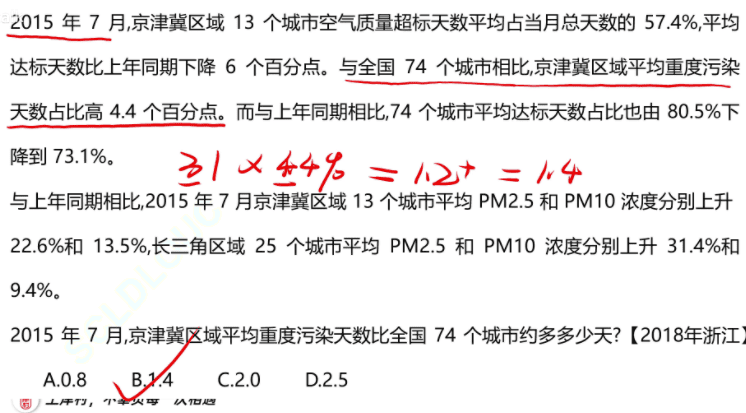 2015 年 7 月,京津冀区域 13 个城市空气质量超标天数平均占当月总天数的 57.4%,平均
达标天数比上年同期下降 6 个百分点。与全国 74 个城市相比,京津冀区域平均重度污染
天数占比高 4.4 个百分点。而与上年同期相比,74 个城市平均达标天数占比也由 80.5%下
降到 73.1%。
31 × 4.4% = 1.2+ = 1.4
与上年同期相比,2015 年 7 月京津冀区域 13 个城市平均 PM2.5 和 PM10 浓度分别上升
22.6%和 13.5%,长三角区域 25 个城市平均 PM2.5 和 PM10 浓度分别上升 31.4%和
9.4%。
2015 年 7 月,京津冀区域平均重度污染天数比全国 74 个城市约多多少天?【2018年浙江】
A.0.8 B.1.4 C.2.0 D.2.5